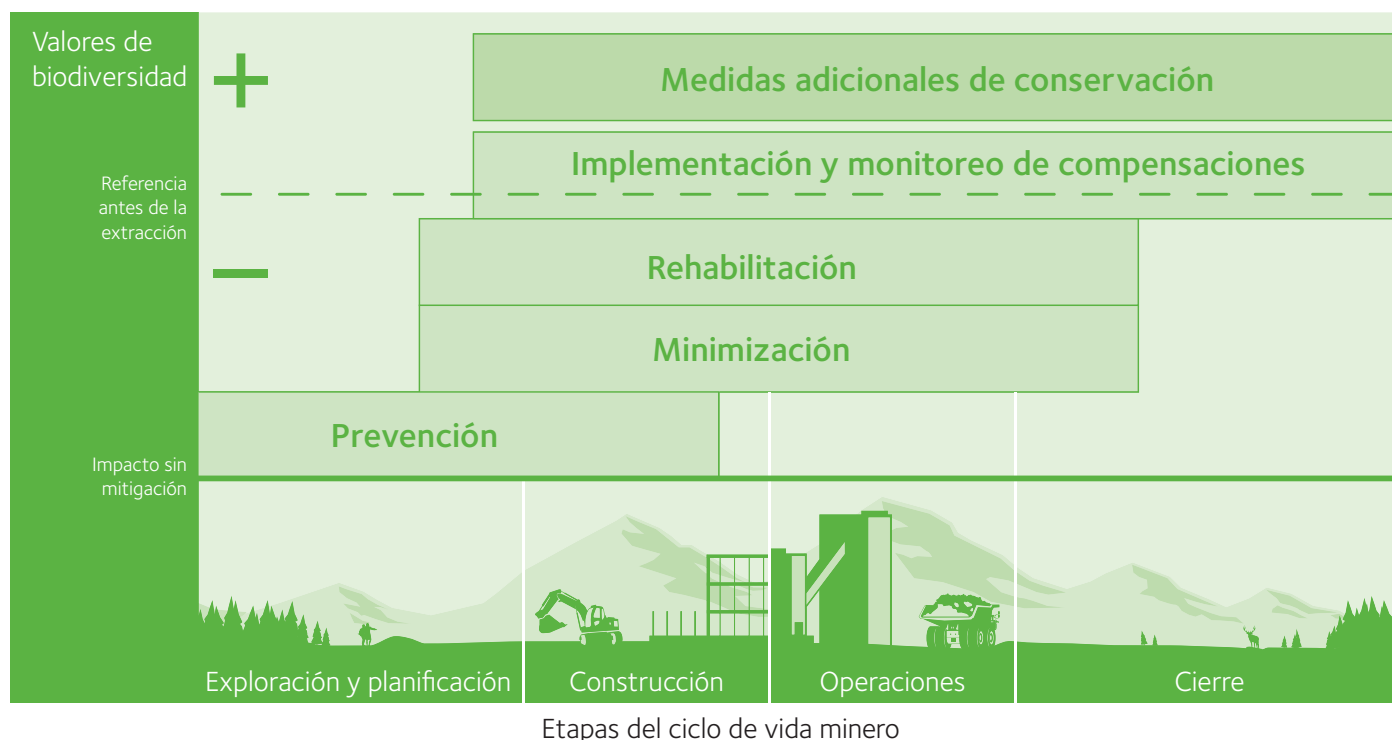 Valores de
biodiversidad
+
Medidas adicionales de conservación
Implementación y monitoreo de compensaciones
Referencia
antes de la
extracción
—
Rehabilitación
Minimización
Prevención
Impacto sin
mitigación
Exploración y planificación
Construcción
Operaciones
Cierre
Etapas del ciclo de vida minero